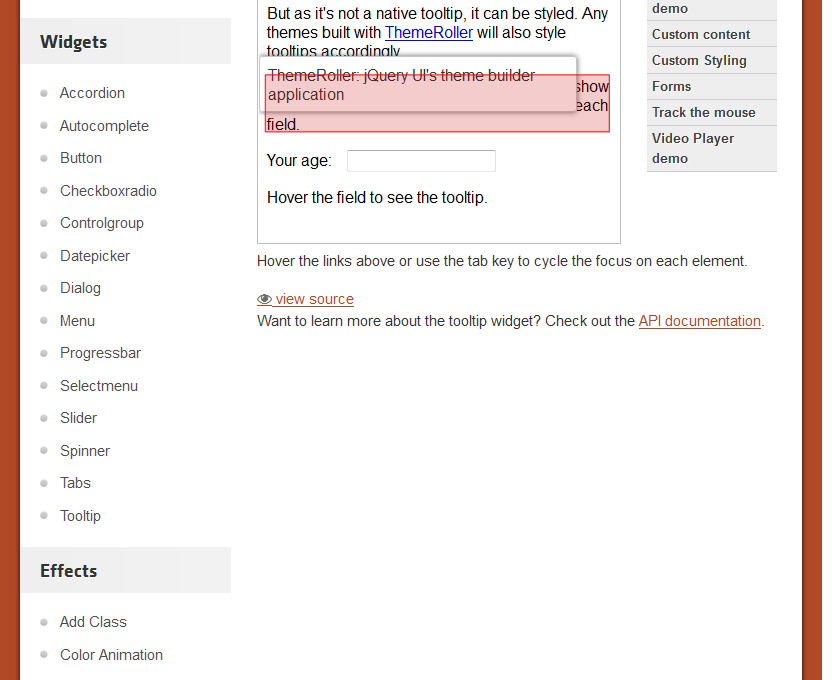 Widgets
Accordion
Autocomplete
Button
Checkboxradio
Controlgroup
Datepicker
Dialog
Menu
Progressbar
Selectmenu
Slider
Spinner
Tabs
Tooltip
Effects
Add Class
Color Animation
But as it's not a native tooltip, it can be styled. Any
themes built with ThemeRoller will also style
tooltips accordingly.
ThemeRoller: jQuery UI's theme builder
application
show
each
field.
Your age:
Hover the field to see the tooltip.
Hover the links above or use the tab key to cycle the focus on each element.
view source
Want to learn more about the tooltip widget? Check out the API documentation.
demo
Custom content
Custom Styling
Forms
Track the mouse
Video Player
demo